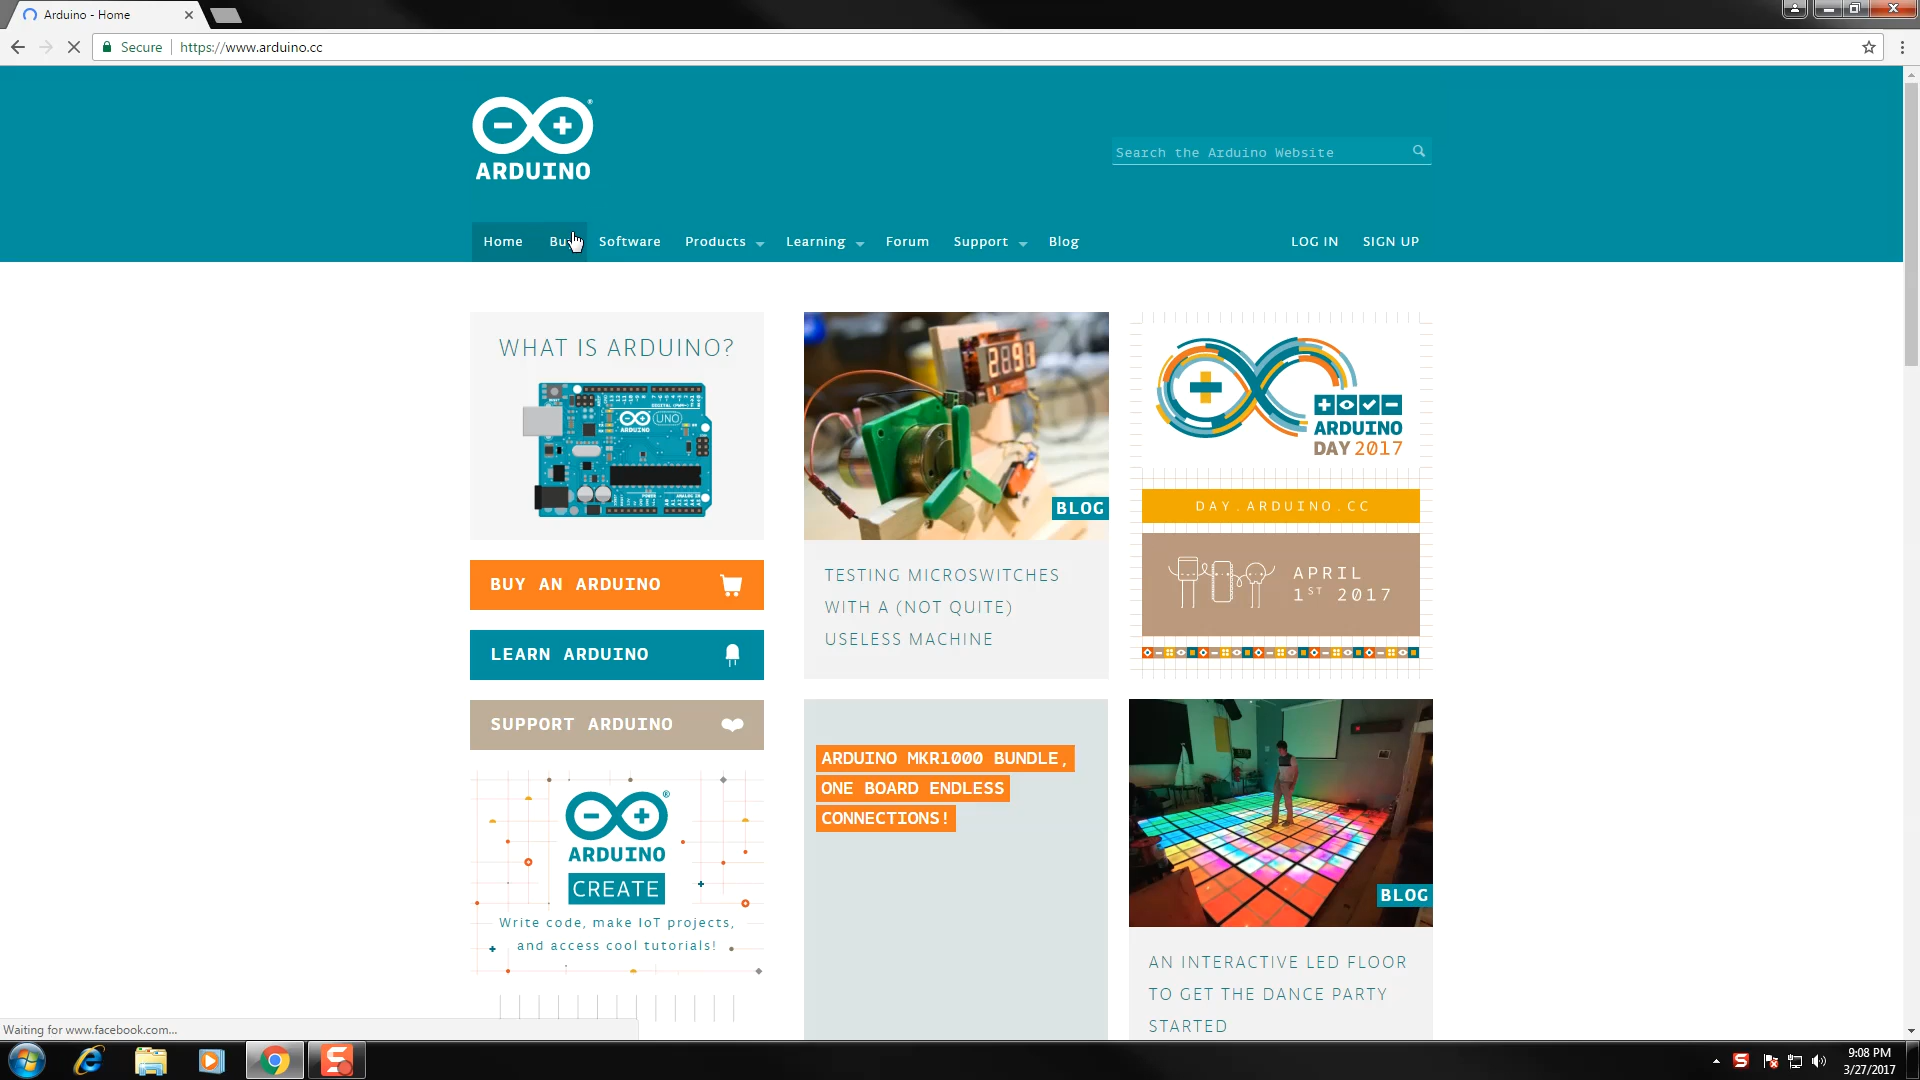 Arduino - Home
Secure
https://www.arduino.cc
ARDUINO
Search the Arduino Website
Home
Software
Products
Learning
Forum
Support
Blog
LOG IN
SIGN UP
WHAT IS ARDUINO?
ARDUINO
UNO
BUY AN ARDUINO
LEARN ARDUINO
SUPPORT ARDUINO
ARDUINO
CREATE
Write code, make IoT projects,
and access cool tutorials!
BLOG
TESTING MICROSWITCHES
WITH A (NOT QUITE)
USELESS MACHINE
ARDUINO MKR1000 BUNDLE,
ONE BOARD ENDLESS
CONNECTIONS!
ARDUINO
DAY 2017
DAY.ARDUINO.CC
APRIL
1ST 2017
BLOG
AN INTERACTIVE LED FLOOR
TO GET THE DANCE PARTY
STARTED
Waiting for www.facebook.com...
9:08 PM
3/27/2017